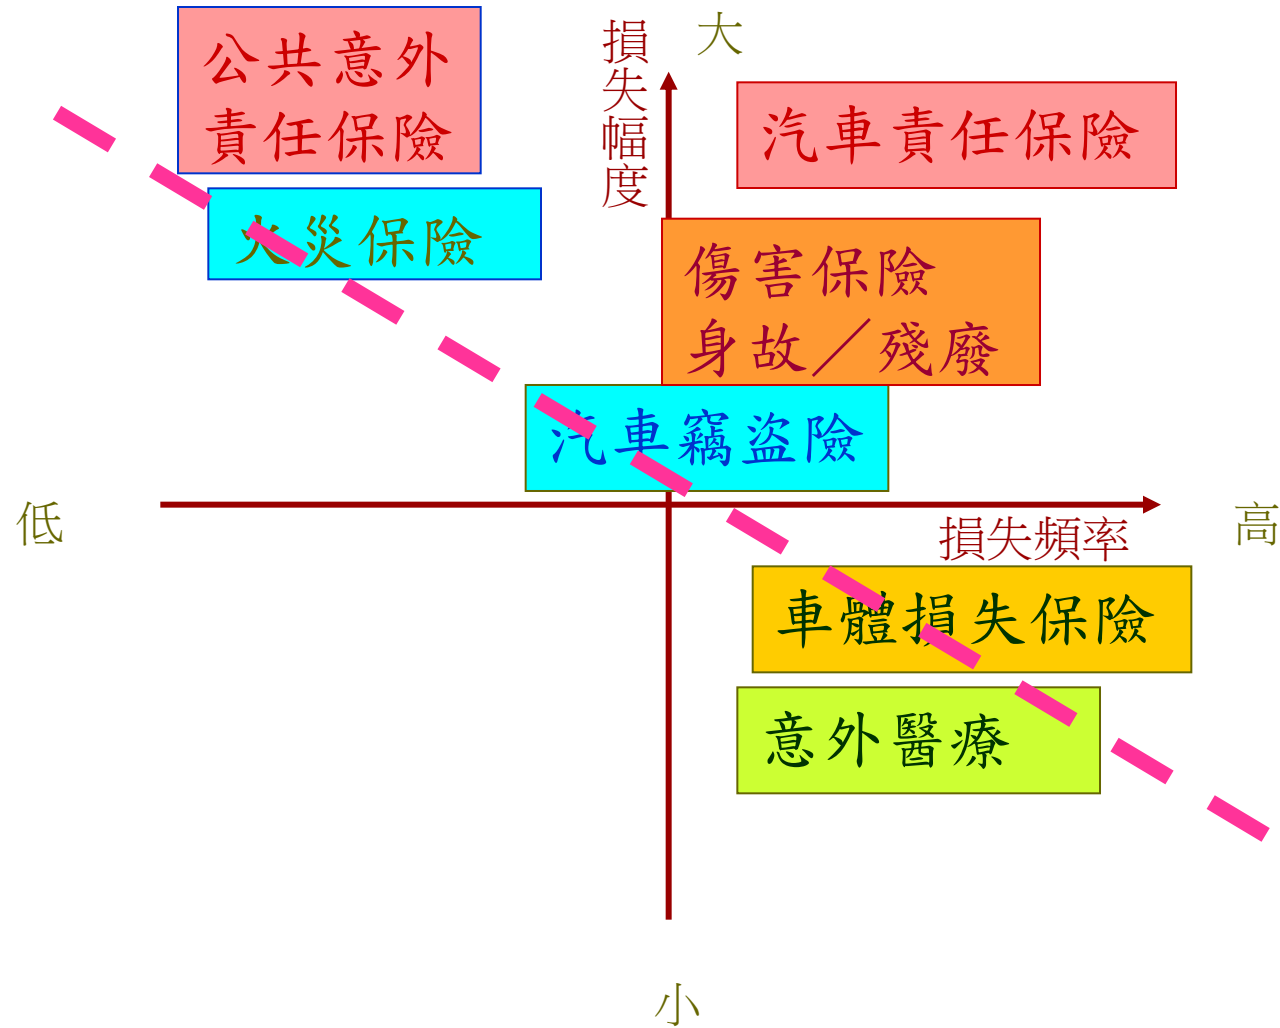 大
損失幅度
公共意外
責任保險
汽車責任保險
火災保險
傷害保險
身故／殘廢
汽車竊盜險
低
高
損失頻率
車體損失保險
意外醫療
小